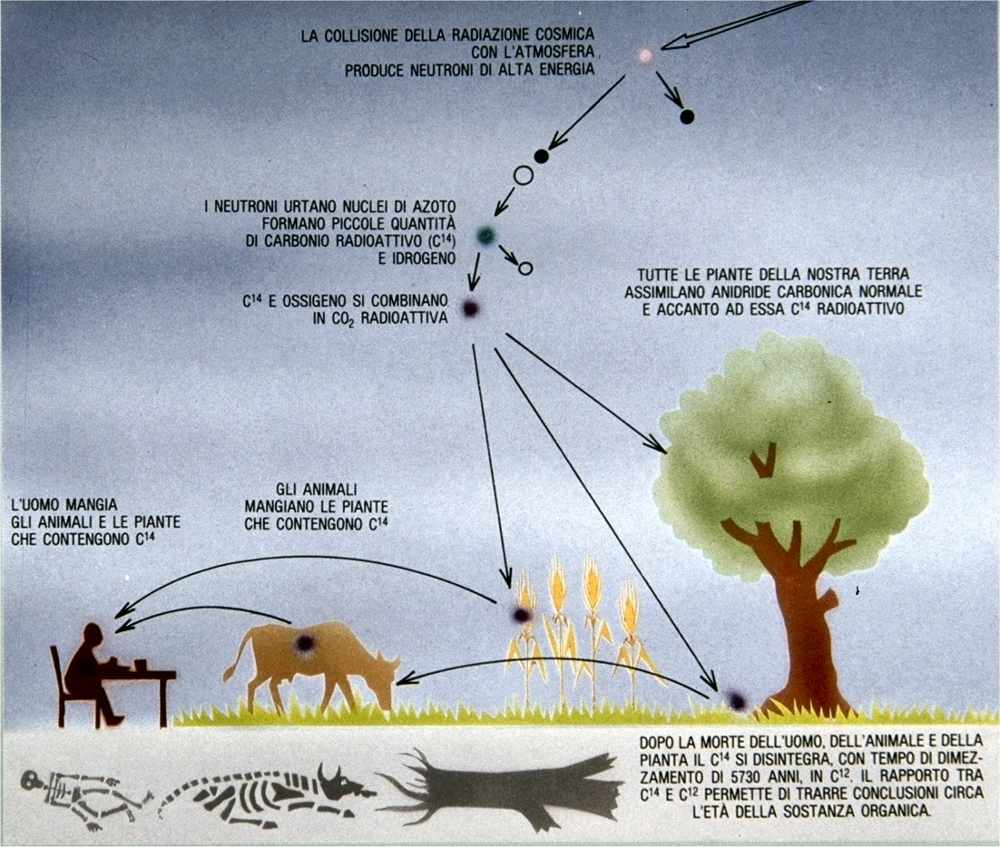 LA COLLISIONE DELLA RADIAZIONE COSMICA
CON L'ATMOSFERA
PRODUCE NEUTRONI DI ALTA ENERGIA
I NEUTRONI URTANO NUCLEI DI AZOTO
FORMANO PICCOLE QUANTITÀ
DI CARBONIO RADIOATTIVO (C¹⁴)
E IDROGENO
C¹⁴ E OSSIGENO SI COMBINANO
IN CO₂ RADIOATTIVA
TUTTE LE PIANTE DELLA NOSTRA TERRA
ASSIMILANO ANIDRIDE CARBONICA NORMALE
E ACCANTO AD ESSA C¹⁴ RADIOATTIVO
L'UOMO MANGIA
GLI ANIMALI E LE PIANTE
CHE CONTENGONO C¹⁴
GLI ANIMALI
MANGIANO LE PIANTE
CHE CONTENGONO C¹⁴
DOPO LA MORTE DELL'UOMO, DELL'ANIMALE E DELLA
PIANTA IL C¹⁴ SI DISINTEGRA, CON TEMPO DI DIMEZ-
ZAMENTO DI 5730 ANNI, IN C¹². IL RAPPORTO TRA
C¹⁴ E C¹² PERMETTE DI TRARRE CONCLUSIONI CIRCA
L'ETÀ DELLA SOSTANZA ORGANICA.